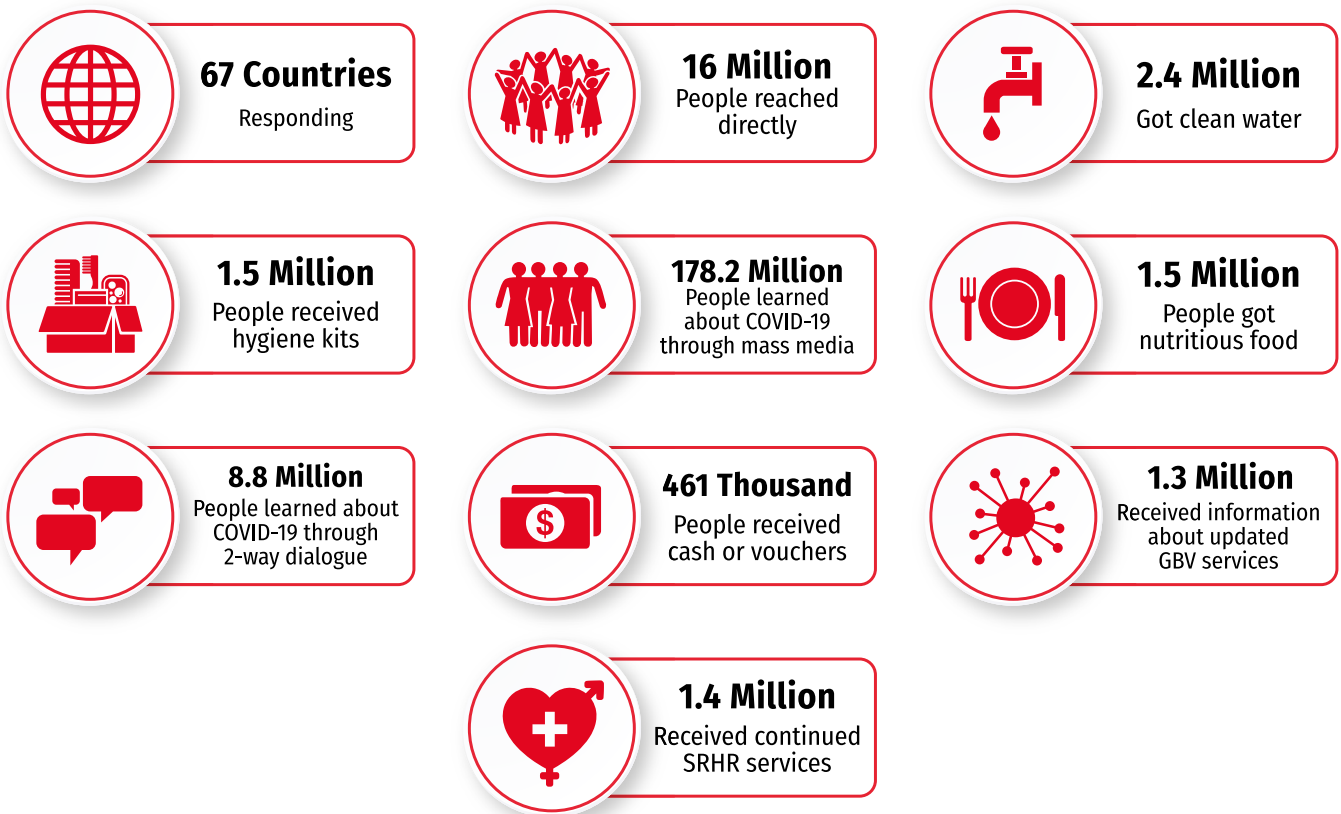 67 Countries
Responding
16 Million
People reached
directly
2.4 Million
Got clean water
1.5 Million
People received
hygiene kits
178.2 Million
People learned
about COVID-19
through mass media
1.5 Million
People got
nutritious food
8.8 Million
People learned about
COVID-19 through
2-way dialogue
461 Thousand
$
People received
cash or vouchers
1.3 Million
Received information
about updated
GBV services
1.4 Million
Received continued
SRHR services